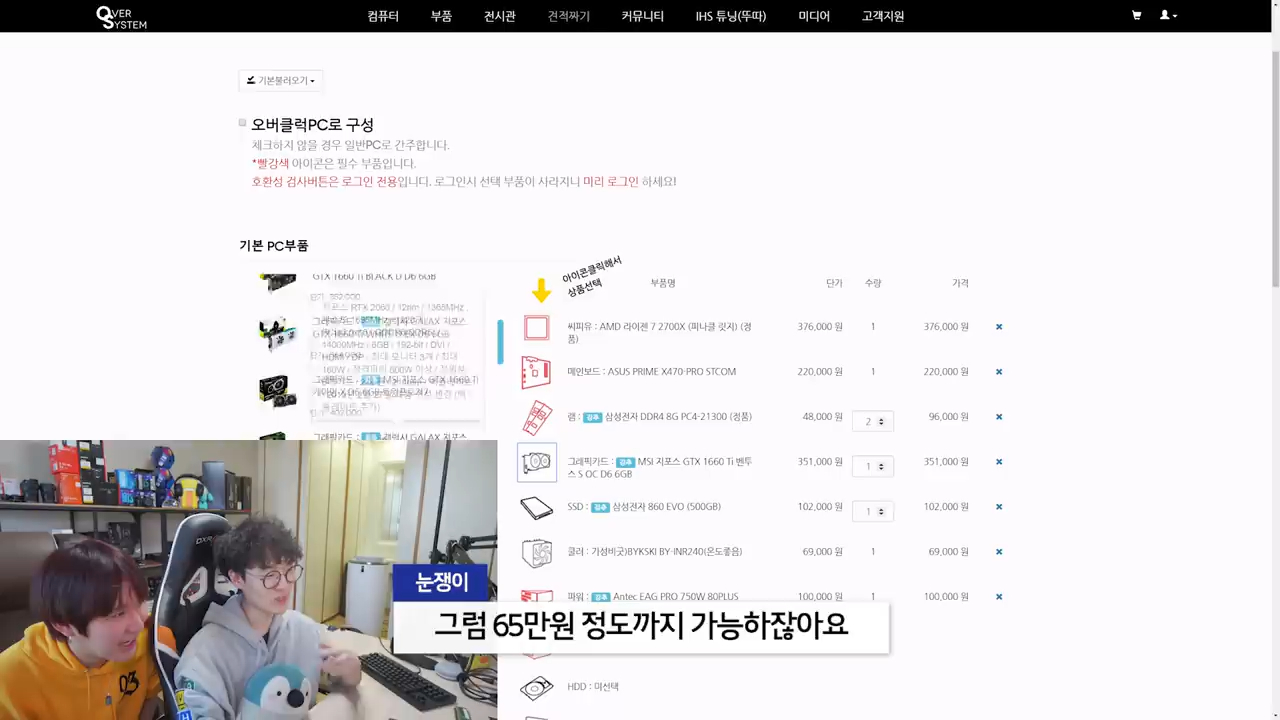 OVER
SYSTEM
컴퓨터 부품 전시관 견적짜기 커뮤니티 IHS 튜닝(뚜따) 미디어 고객지원
기본불러오기
오버클럭PC로 구성
체크하지 않을 경우 일반PC로 간주합니다.
*빨강색 아이콘은 필수 부품입니다.
호환성 검사버튼은 로그인 전용입니다. 로그인시 선택 부품이 사라지니 미리 로그인 하세요!
기본 PC부품
GTX 1660 Ti BLACK D D6 6GB
아이콘클릭해서
상품선택
부품명 단가 수량 가격
씨피유 : AMD 라이젠 7 2700X (피나클 릿지) (정
품)
376,000 원 1 376,000 원
메인보드 : ASUS PRIME X470-PRO STCOM 220,000 원 1 220,000 원
램 : 강추 삼성전자 DDR4 8G PC4-21300 (정품) 48,000 원 2 96,000 원
그래픽카드 : 강추 MSI 지포스 GTX 1660 Ti 벤투
스 S OC D6 6GB
351,000 원 1 351,000 원
SSD : 강추 삼성전자 860 EVO (500GB) 102,000 원 1 102,000 원
쿨러 : 가성비굿)BYKSKI BY-INR240(온도좋음) 69,000 원 1 69,000 원
파워 : 강추 Antec EAG PRO 750W 80PLUS 100,000 원 1 100,000 원
HDD : 미선택
눈쟁이
그럼 65만원 정도까지 가능하잖아요